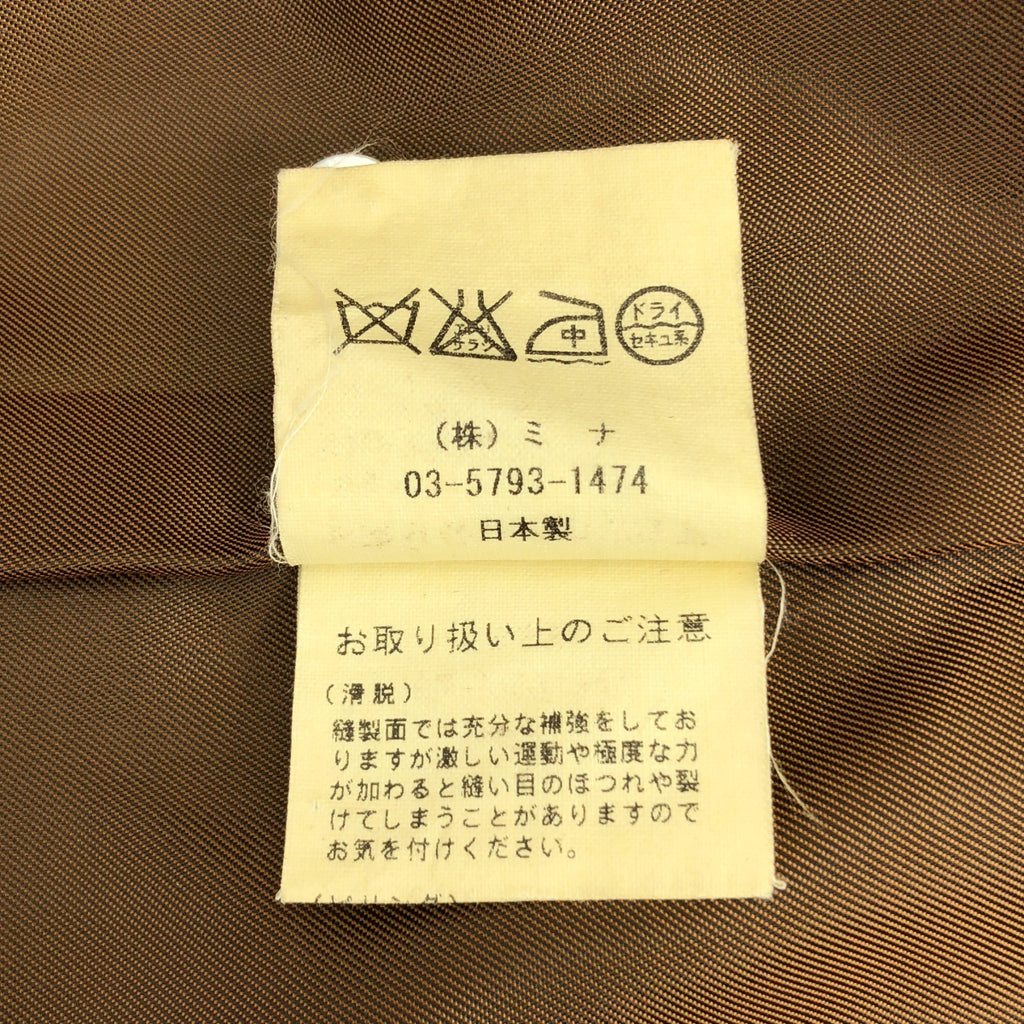 エンソ
サラシ
中
ドライ
セキユ系
(株)ミナ
03-5793-1474
日本製
お取り扱い上のご注意
(滑脱)
縫製面では充分な補強をしてお
りますが激しい運動や極度な力
が加わると縫い目のほつれや裂
けてしまうことがありますので
お気を付けください。
(ピリング)